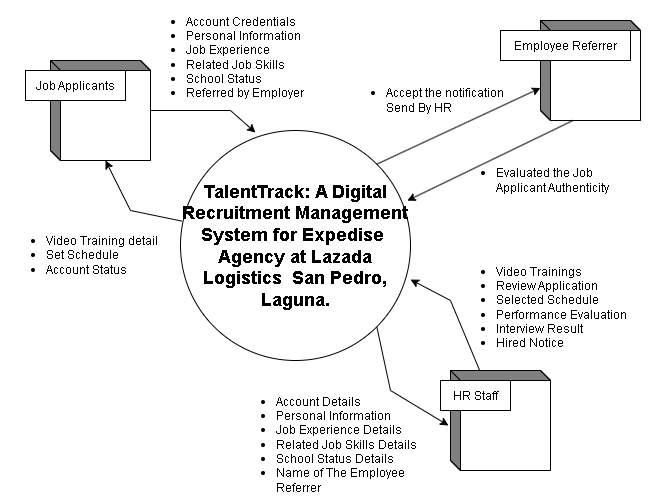 • Account Credentials
• Personal Information
• Job Experience
• Related Job Skills
• School Status
• Referred by Employer
Job Applicants
Employee Referrer
• Accept the notification
Send By HR
• Evaluated the Job
Applicant Authenticity
TalentTrack: A Digital
Recruitment Management
System for Expedise
Agency at Lazada
Logistics San Pedro,
Laguna.
• Video Training detail
• Set Schedule
• Account Status
• Video Trainings
• Review Application
• Selected Schedule
• Performance Evaluation
• Interview Result
• Hired Notice
HR Staff
• Account Details
• Personal Information
• Job Experience Details
• Related Job Skills Details
• School Status Details
• Name of The Employee
Referrer